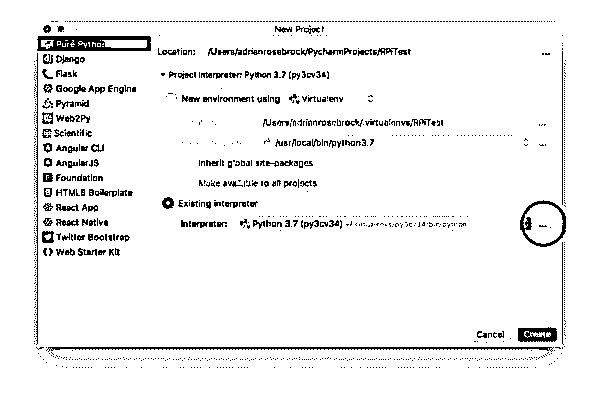 New Project
Pure Python
Django
Flask
Google App Engine
Pyramid
Web2Py
Scientific
Angular CLI
AngularJS
Foundation
HTML5 Boilerplate
React App
React Native
Twitter Bootstrap
Web Starter Kit
Location: /Users/adrianrosebrock/PycharmProjects/RPiTest ...
Project Interpreter: Python 3.7 (py3cv34)
New environment using Virtualenv
/Users/adrianrosebrock/.virtualenvs/RPiTest ...
/usr/local/bin/python3.7 ...
Inherit global site-packages
Make available to all projects
Existing interpreter
Interpreter: Python 3.7 (py3cv34) ...
Cancel Create